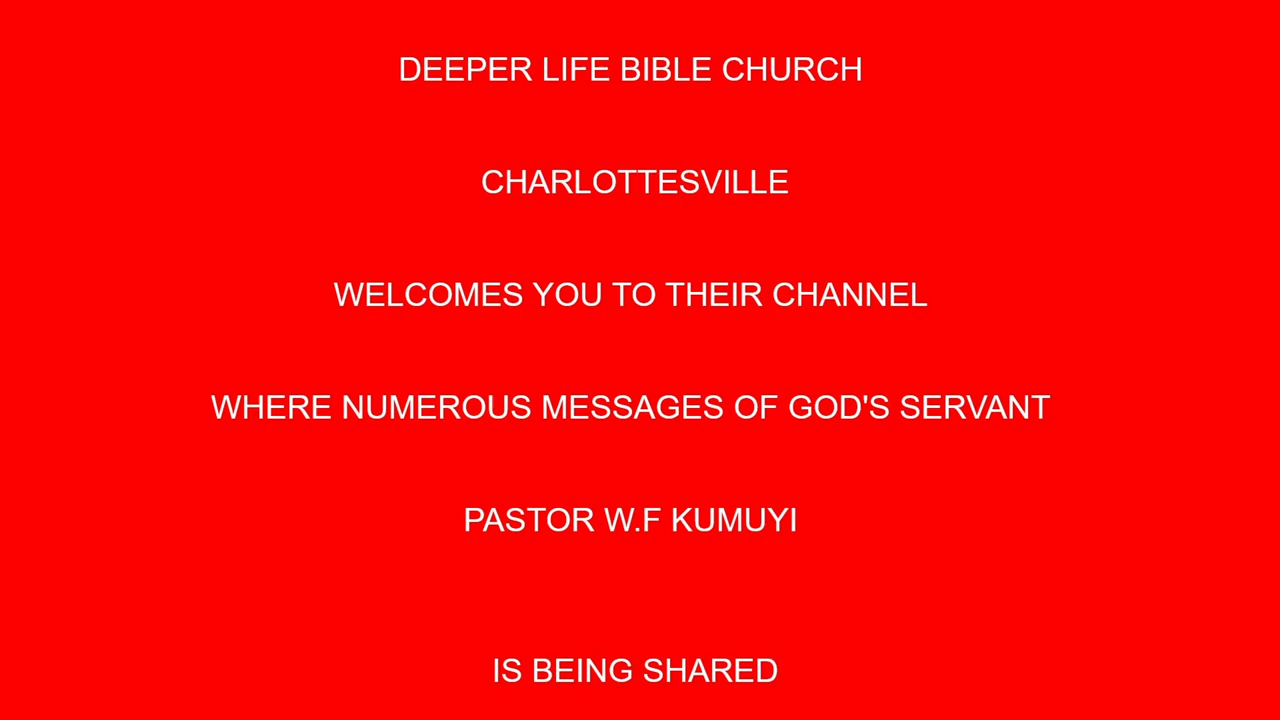 DEEPER LIFE BIBLE CHURCH
CHARLOTTESVILLE
WELCOMES YOU TO THEIR CHANNEL
WHERE NUMEROUS MESSAGES OF GOD'S SERVANT
PASTOR W.F KUMUYI
IS BEING SHARED